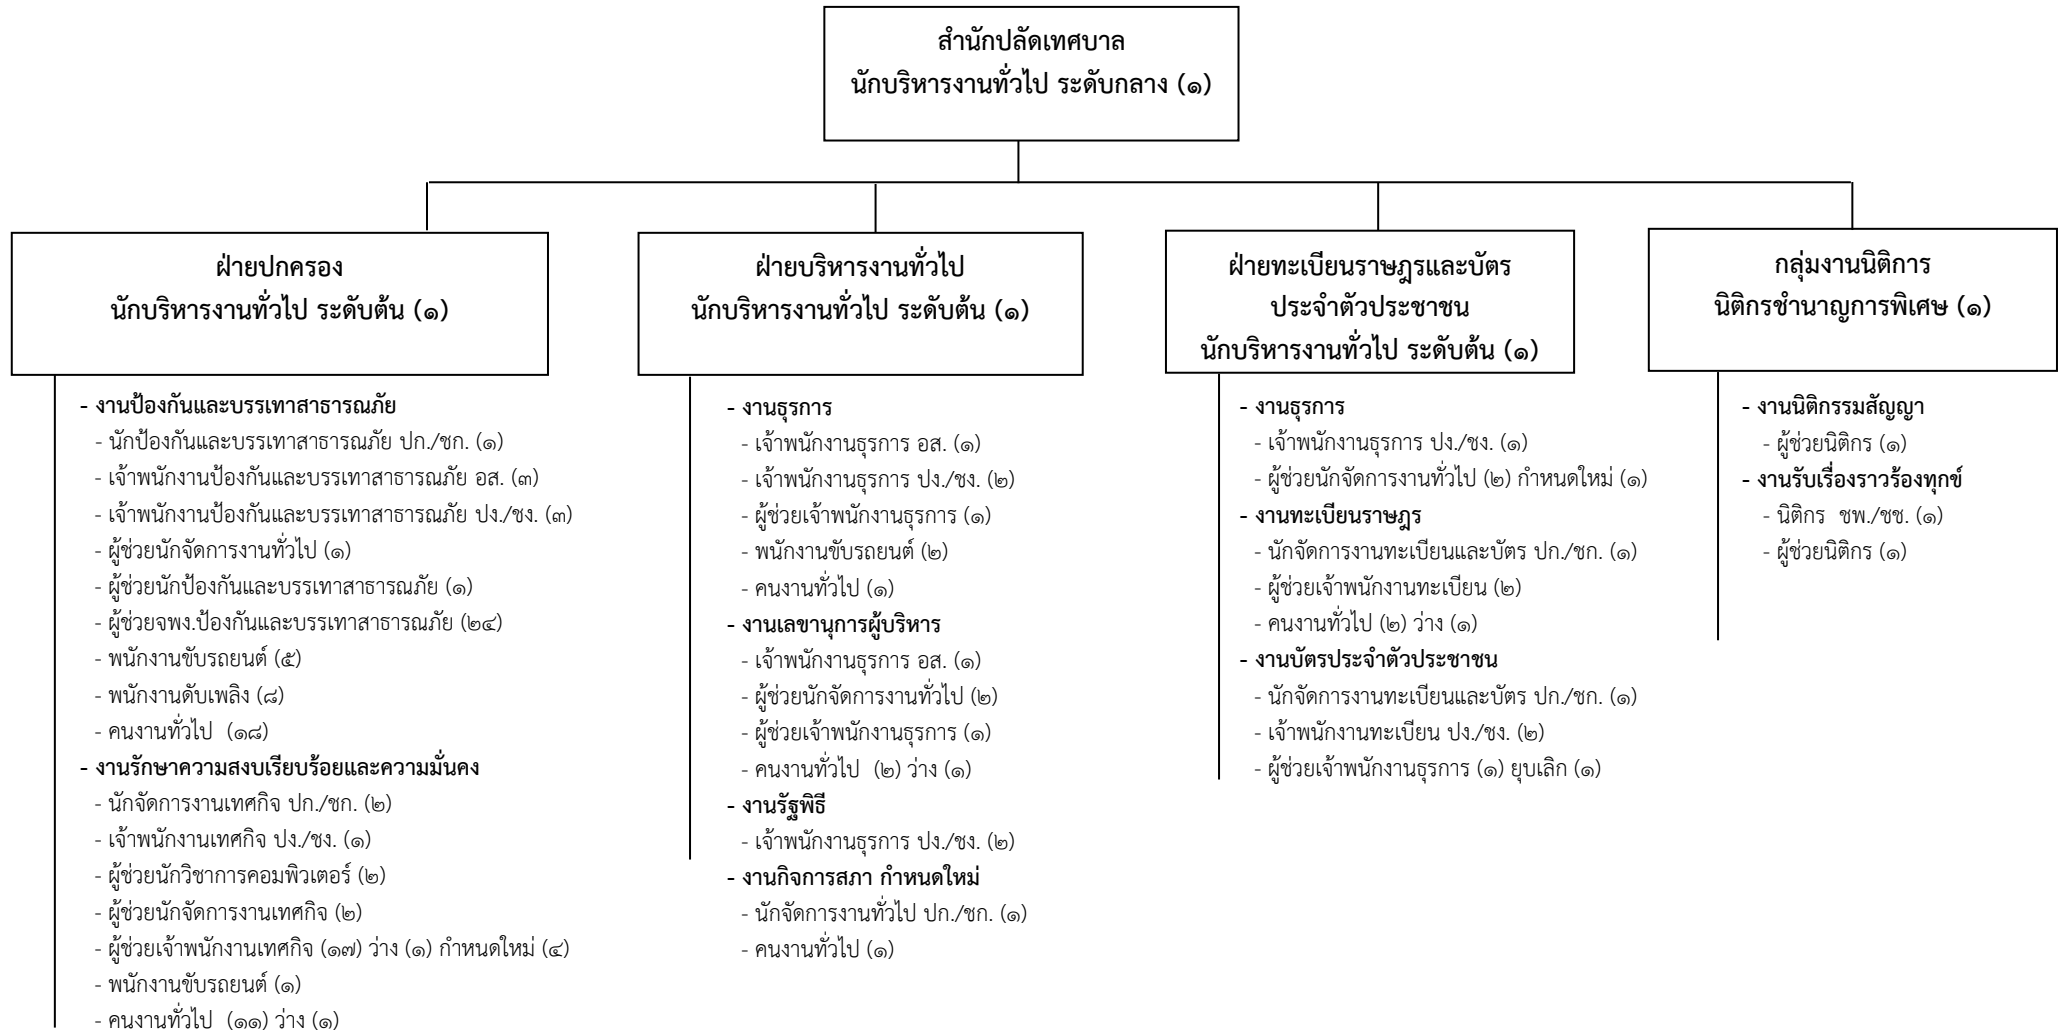 สำนักปลัดเทศบาล
นักบริหารงานทั่วไป ระดับกลาง (๑)
ฝ่ายปกครอง
นักบริหารงานทั่วไป ระดับต้น (๑)
- งานป้องกันและบรรเทาสาธารณภัย
- นักป้องกันและบรรเทาสาธารณภัย ปก./ชก. (๑)
- เจ้าพนักงานป้องกันและบรรเทาสาธารณภัย อส. (๓)
- เจ้าพนักงานป้องกันและบรรเทาสาธารณภัย ปง./ชง. (๓)
- ผู้ช่วยนักจัดการงานทั่วไป (๑)
- ผู้ช่วยนักป้องกันและบรรเทาสาธารณภัย (๑)
- ผู้ช่วยจพง.ป้องกันและบรรเทาสาธารณภัย (๒๔)
- พนักงานขับรถยนต์ (๕)
- พนักงานดับเพลิง (๘)
- คนงานทั่วไป (๑๘)
- งานรักษาความสงบเรียบร้อยและความมั่นคง
- นักจัดการงานเทศกิจ ปก./ชก. (๒)
- เจ้าพนักงานเทศกิจ ปง./ชง. (๑)
- ผู้ช่วยนักวิชาการคอมพิวเตอร์ (๒)
- ผู้ช่วยนักจัดการงานเทศกิจ (๒)
- ผู้ช่วยเจ้าพนักงานเทศกิจ (๑๗) ว่าง (๑) กำหนดใหม่ (๔)
- พนักงานขับรถยนต์ (๑)
- คนงานทั่วไป (๑๑) ว่าง (๑)
ฝ่ายบริหารงานทั่วไป
นักบริหารงานทั่วไป ระดับต้น (๑)
- งานธุรการ
- เจ้าพนักงานธุรการ อส. (๑)
- เจ้าพนักงานธุรการ ปง./ชง. (๒)
- ผู้ช่วยเจ้าพนักงานธุรการ (๑)
- พนักงานขับรถยนต์ (๒)
- คนงานทั่วไป (๑)
- งานเลขานุการผู้บริหาร
- เจ้าพนักงานธุรการ อส. (๑)
- ผู้ช่วยนักจัดการงานทั่วไป (๒)
- ผู้ช่วยเจ้าพนักงานธุรการ (๑)
- คนงานทั่วไป (๒) ว่าง (๑)
- งานรัฐพิธี
- เจ้าพนักงานธุรการ ปง./ชง. (๒)
- งานกิจการสภา กำหนดใหม่
- นักจัดการงานทั่วไป ปก./ชก. (๑)
- คนงานทั่วไป (๑)
ฝ่ายทะเบียนราษฎรและบัตร
ประจำตัวประชาชน
นักบริหารงานทั่วไป ระดับต้น (๑)
- งานธุรการ
- เจ้าพนักงานธุรการ ปง./ชง. (๑)
- ผู้ช่วยนักจัดการงานทั่วไป (๒) กำหนดใหม่ (๑)
- งานทะเบียนราษฎร
- นักจัดการงานทะเบียนและบัตร ปก./ชก. (๑)
- ผู้ช่วยเจ้าพนักงานทะเบียน (๒)
- คนงานทั่วไป (๒) ว่าง (๑)
- งานบัตรประจำตัวประชาชน
- นักจัดการงานทะเบียนและบัตร ปก./ชก. (๑)
- เจ้าพนักงานทะเบียน ปง./ชง. (๒)
- ผู้ช่วยเจ้าพนักงานธุรการ (๑) ยุบเลิก (๑)
กลุ่มงานนิติการ
นิติกรชำนาญการพิเศษ (๑)
- งานนิติกรรมสัญญา
- ผู้ช่วยนิติกร (๑)
- งานรับเรื่องราวร้องทุกข์
- นิติกร ชพ./ชช. (๑)
- ผู้ช่วยนิติกร (๑)